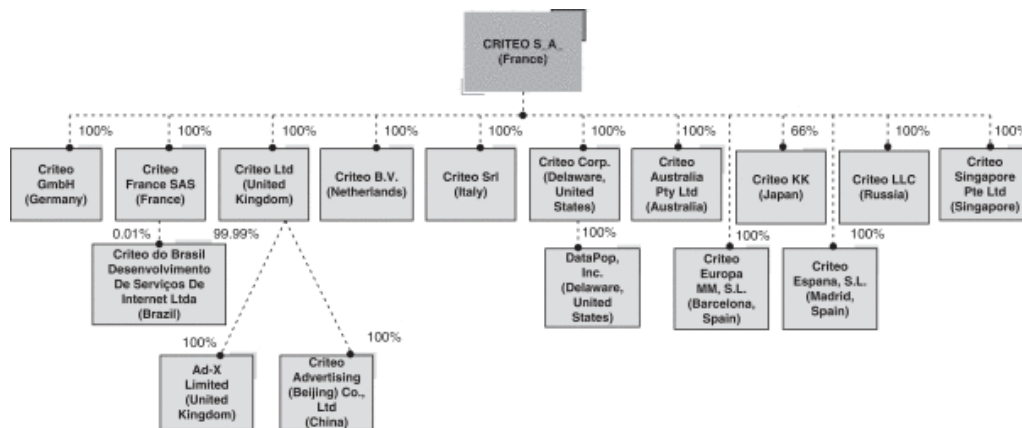 CRITEO S_A_
(France)
100%
100%
100%
100%
100%
100%
100%
66%
100%
100%
Criteo
GmbH
(Germany)
Criteo
France SAS
(France)
Criteo Ltd
(United
Kingdom)
Criteo B.V.
(Netherlands)
Criteo Srl
(Italy)
Criteo Corp.
(Delaware,
United
States)
Criteo
Australia
Pty Ltd
(Australia)
Criteo KK
(Japan)
Criteo LLC
(Russia)
Criteo
Singapore
Pte Ltd
(Singapore)
0.01%
99.99%
100%
100%
100%
Criteo do Brasil
Desenvolvimento
De Serviços De
Internet Ltda
(Brazil)
DataPop,
Inc.
(Delaware,
United
States)
Criteo
Europa
MM, S.L.
(Barcelona,
Spain)
Criteo
Espana, S.L.
(Madrid,
Spain)
100%
100%
Ad-X
Limited
(United
Kingdom)
Criteo
Advertising
(Beijing) Co.,
Ltd
(China)